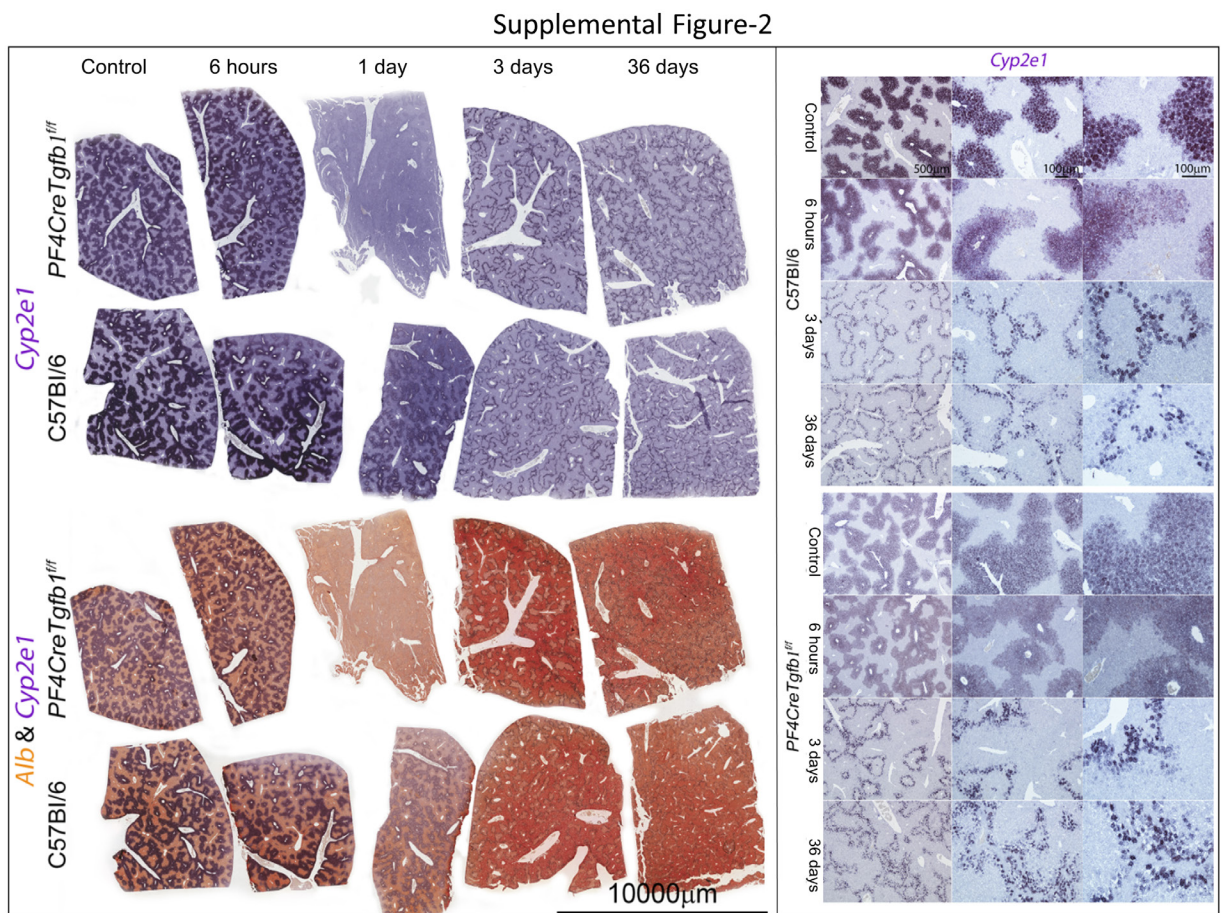 Supplemental Figure-2
Control 6 hours 1 day 3 days 36 days
Cyp2e1
PF4CreTgfb1f/f
C57Bl/6
Alb & Cyp2e1
PF4CreTgfb1f/f
C57Bl/6
10000µm
Cyp2e1
C57Bl/6
Control
500µm 100µm 100µm
6 hours
3 days
36 days
PF4CreTgfb1f/f
Control
6 hours
3 days
36 days